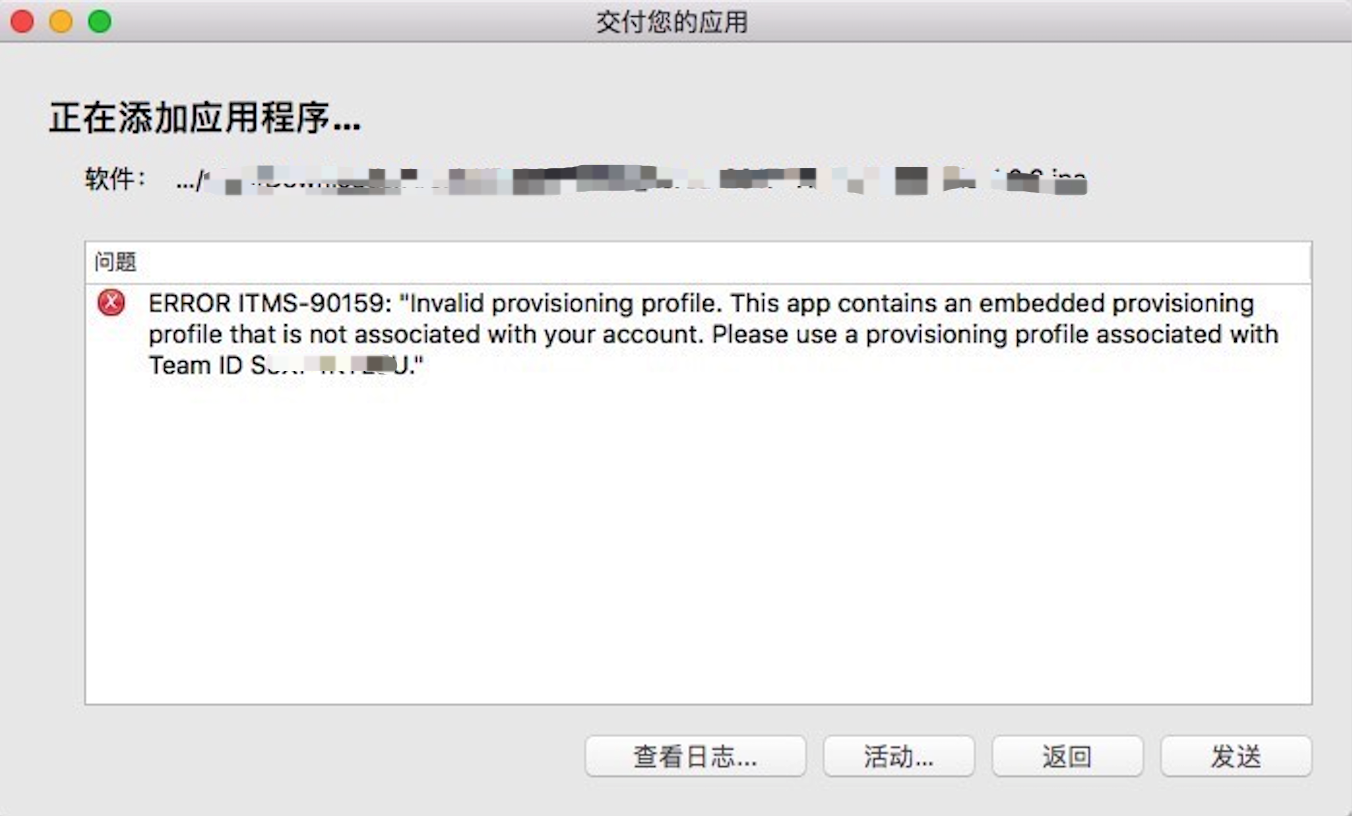 交付您的应用
正在添加应用程序...
软件： .../
问题
ERROR ITMS-90159: "Invalid provisioning profile. This app contains an embedded provisioning
profile that is not associated with your account. Please use a provisioning profile associated with
Team ID
查看日志...
活动...
返回
发送